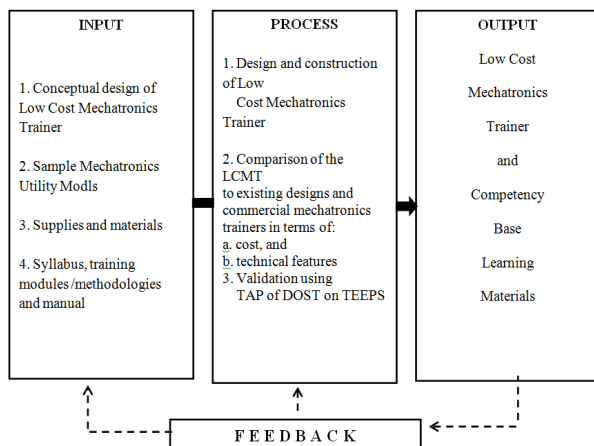 INPUT
1. Conceptual design of
Low Cost Mechatronics
Trainer
2. Sample Mechatronics
Utility Modls
3. Supplies and materials
4. Syllabus, training
modules /methodologies
and manual
PROCESS
1. Design and construction
of Low
Cost Mechatronics
Trainer
2. Comparison of the
LCMT
to existing designs and
commercial mechatronics
trainers in terms of:
a. cost, and
b. technical features
3. Validation using
TAP of DOST on TEEPS
OUTPUT
Low Cost
Mechatronics
Trainer
and
Competency
Base
Learning
Materials
F E E D B A C K